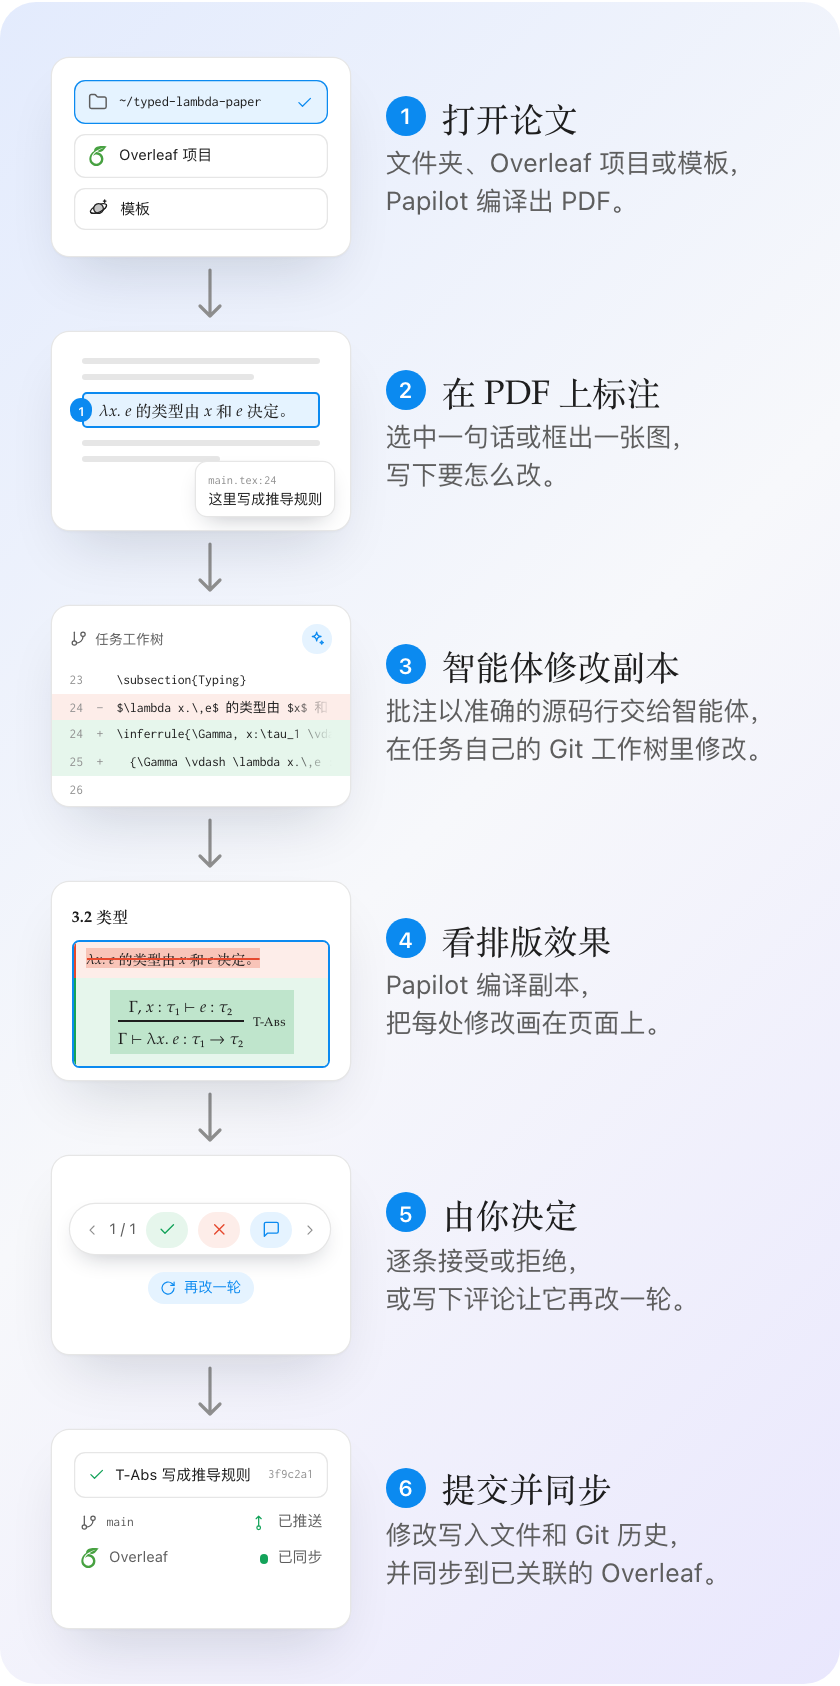 ~/typed-lambda-paper
Overleaf 项目
模板
1 打开论文
文件夹、Overleaf 项目或模板，
Papilot 编译出 PDF。
1 λx. e 的类型由 x 和 e 决定。
main.tex:24
这里写成推导规则
2 在 PDF 上标注
选中一句话或框出一张图，
写下要怎么改。
任务工作树
23 \subsection{Typing}
24 − $\lambda x.\,e$ 的类型由 $x$ 和
24 + \inferrule{\Gamma, x:\tau_1 \vd
25 + {\Gamma \vdash \lambda x.\,e
26
3 智能体修改副本
批注以准确的源码行交给智能体，
在任务自己的 Git 工作树里修改。
3.2 类型
λx. e 的类型由 x 和 e 决定。
Γ, x : τ₁ ⊢ e : τ₂
Γ ⊢ λx. e : τ₁ → τ₂
T-Abs
4 看排版效果
Papilot 编译副本，
把每处修改画在页面上。
1 / 1
再改一轮
5 由你决定
逐条接受或拒绝，
或写下评论让它再改一轮。
T-Abs 写成推导规则 3f9c2a1
main 已推送
Overleaf 已同步
6 提交并同步
修改写入文件和 Git 历史，
并同步到已关联的 Overleaf。